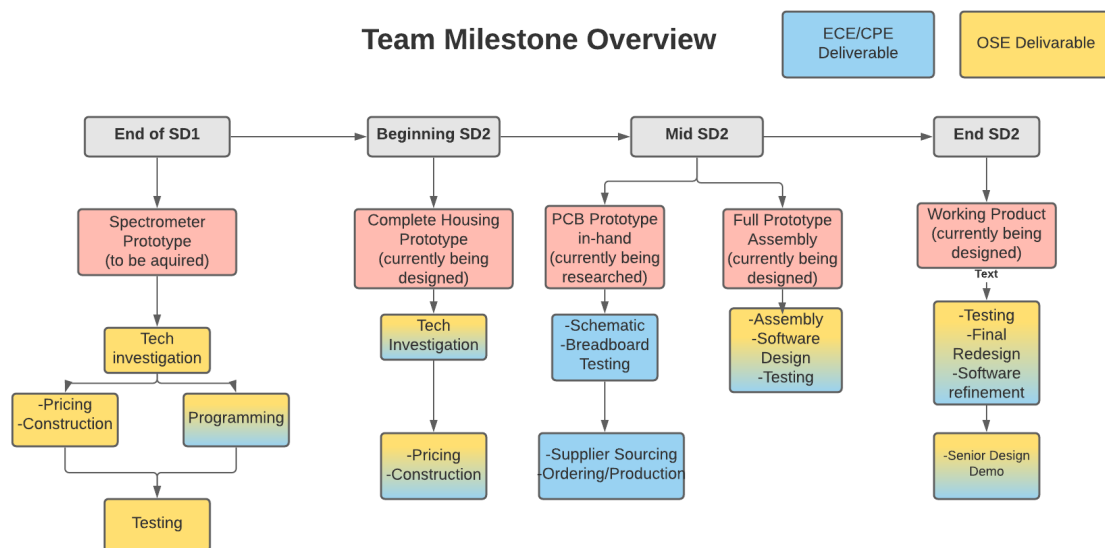 Team Milestone Overview
ECE/CPE
Deliverable
OSE Delivarable
End of SD1
Beginning SD2
Mid SD2
End SD2
Spectrometer
Prototype
(to be aquired)
Complete Housing
Prototype
(currently being
designed)
PCB Prototype
in-hand
(currently being
researched)
Full Prototype
Assembly
(currently being
designed)
Working Product
(currently being
designed)
Text
Tech
investigation
Tech
Investigation
-Schematic
-Breadboard
Testing
-Assembly
-Software
Design
-Testing
-Testing
-Final
Redesign
-Software
refinement
-Pricing
-Construction
Programming
-Pricing
-Construction
-Supplier Sourcing
-Ordering/Production
-Senior Design
Demo
Testing